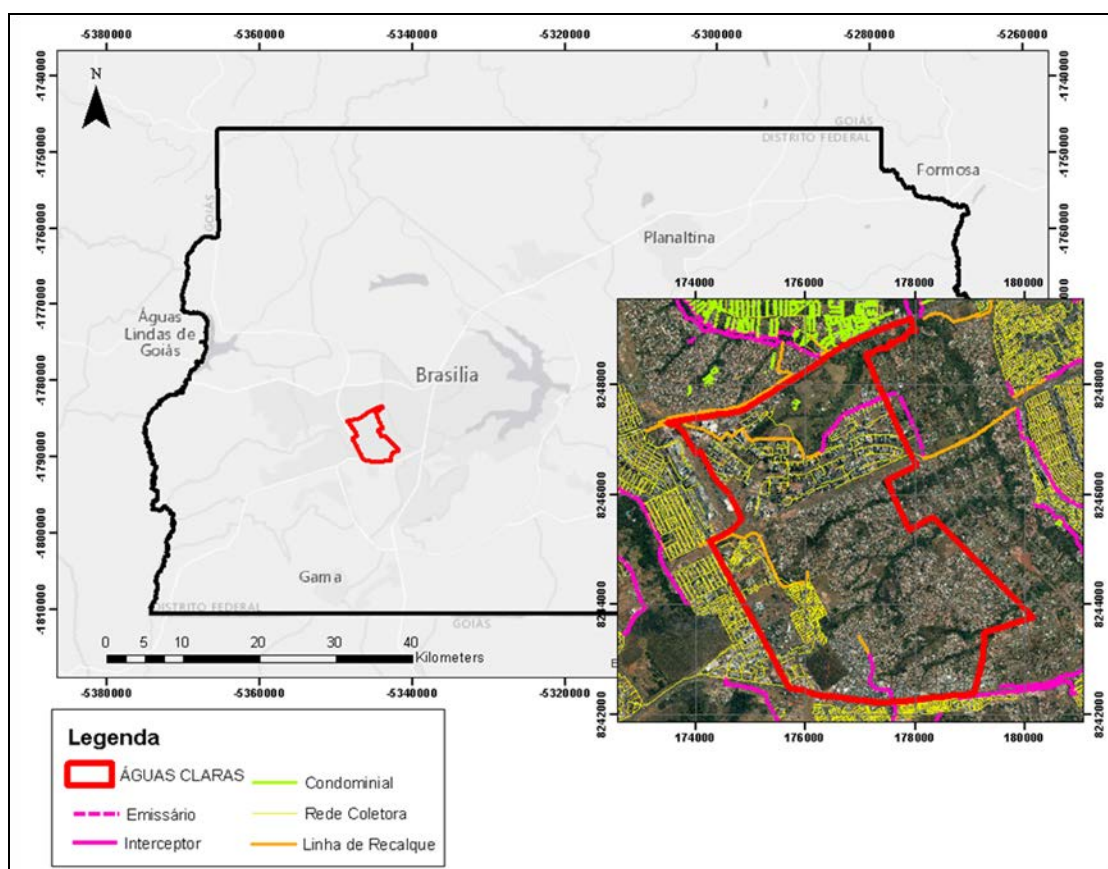 -5380000 -5360000 -5340000 -5320000 -5300000 -5280000 -5260000
N
-1740000 -1740000
-1750000 -1750000
-1760000 -1760000
-1770000
-1780000
-1790000
-1800000
-1810000
GOIÁS
DISTRITO FEDERAL
Formosa
GOIÁS
Planaltina
Águas
Lindas de
Goiás
Brasília
Gama
DISTRITO FEDERAL
GOIÁS
0 5 10 20 30 40
Kilometers
-5380000 -5360000 -5340000 -5320000
174000 176000 178000 180000
8248000 8248000
8246000 8246000
8244000 8244000
8242000 8242000
174000 176000 178000 180000
Legenda
ÁGUAS CLARAS
Emissário
Interceptor
Condominial
Rede Coletora
Linha de Recalque